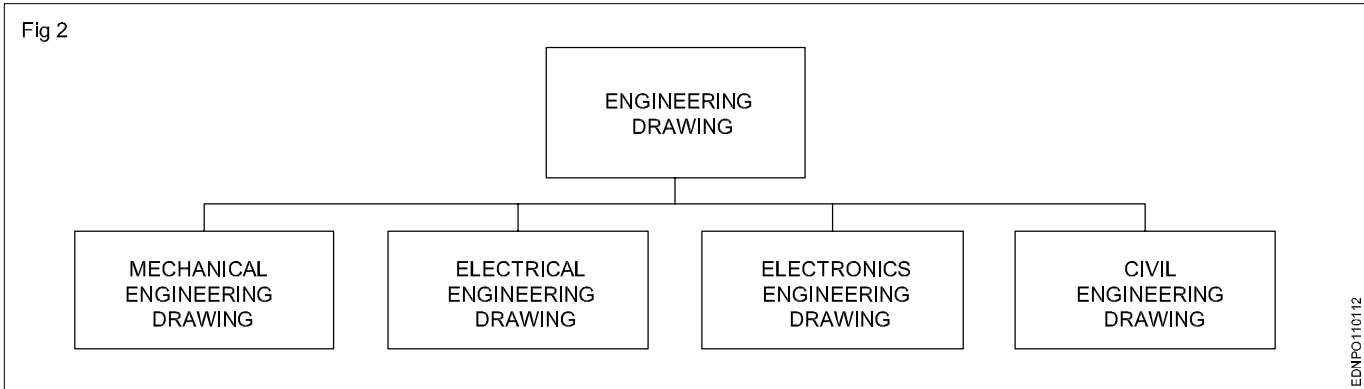 Fig 2
ENGINEERING
DRAWING
MECHANICAL
ENGINEERING
DRAWING
ELECTRICAL
ENGINEERING
DRAWING
ELECTRONICS
ENGINEERING
DRAWING
CIVIL
ENGINEERING
DRAWING
EDNPO110112